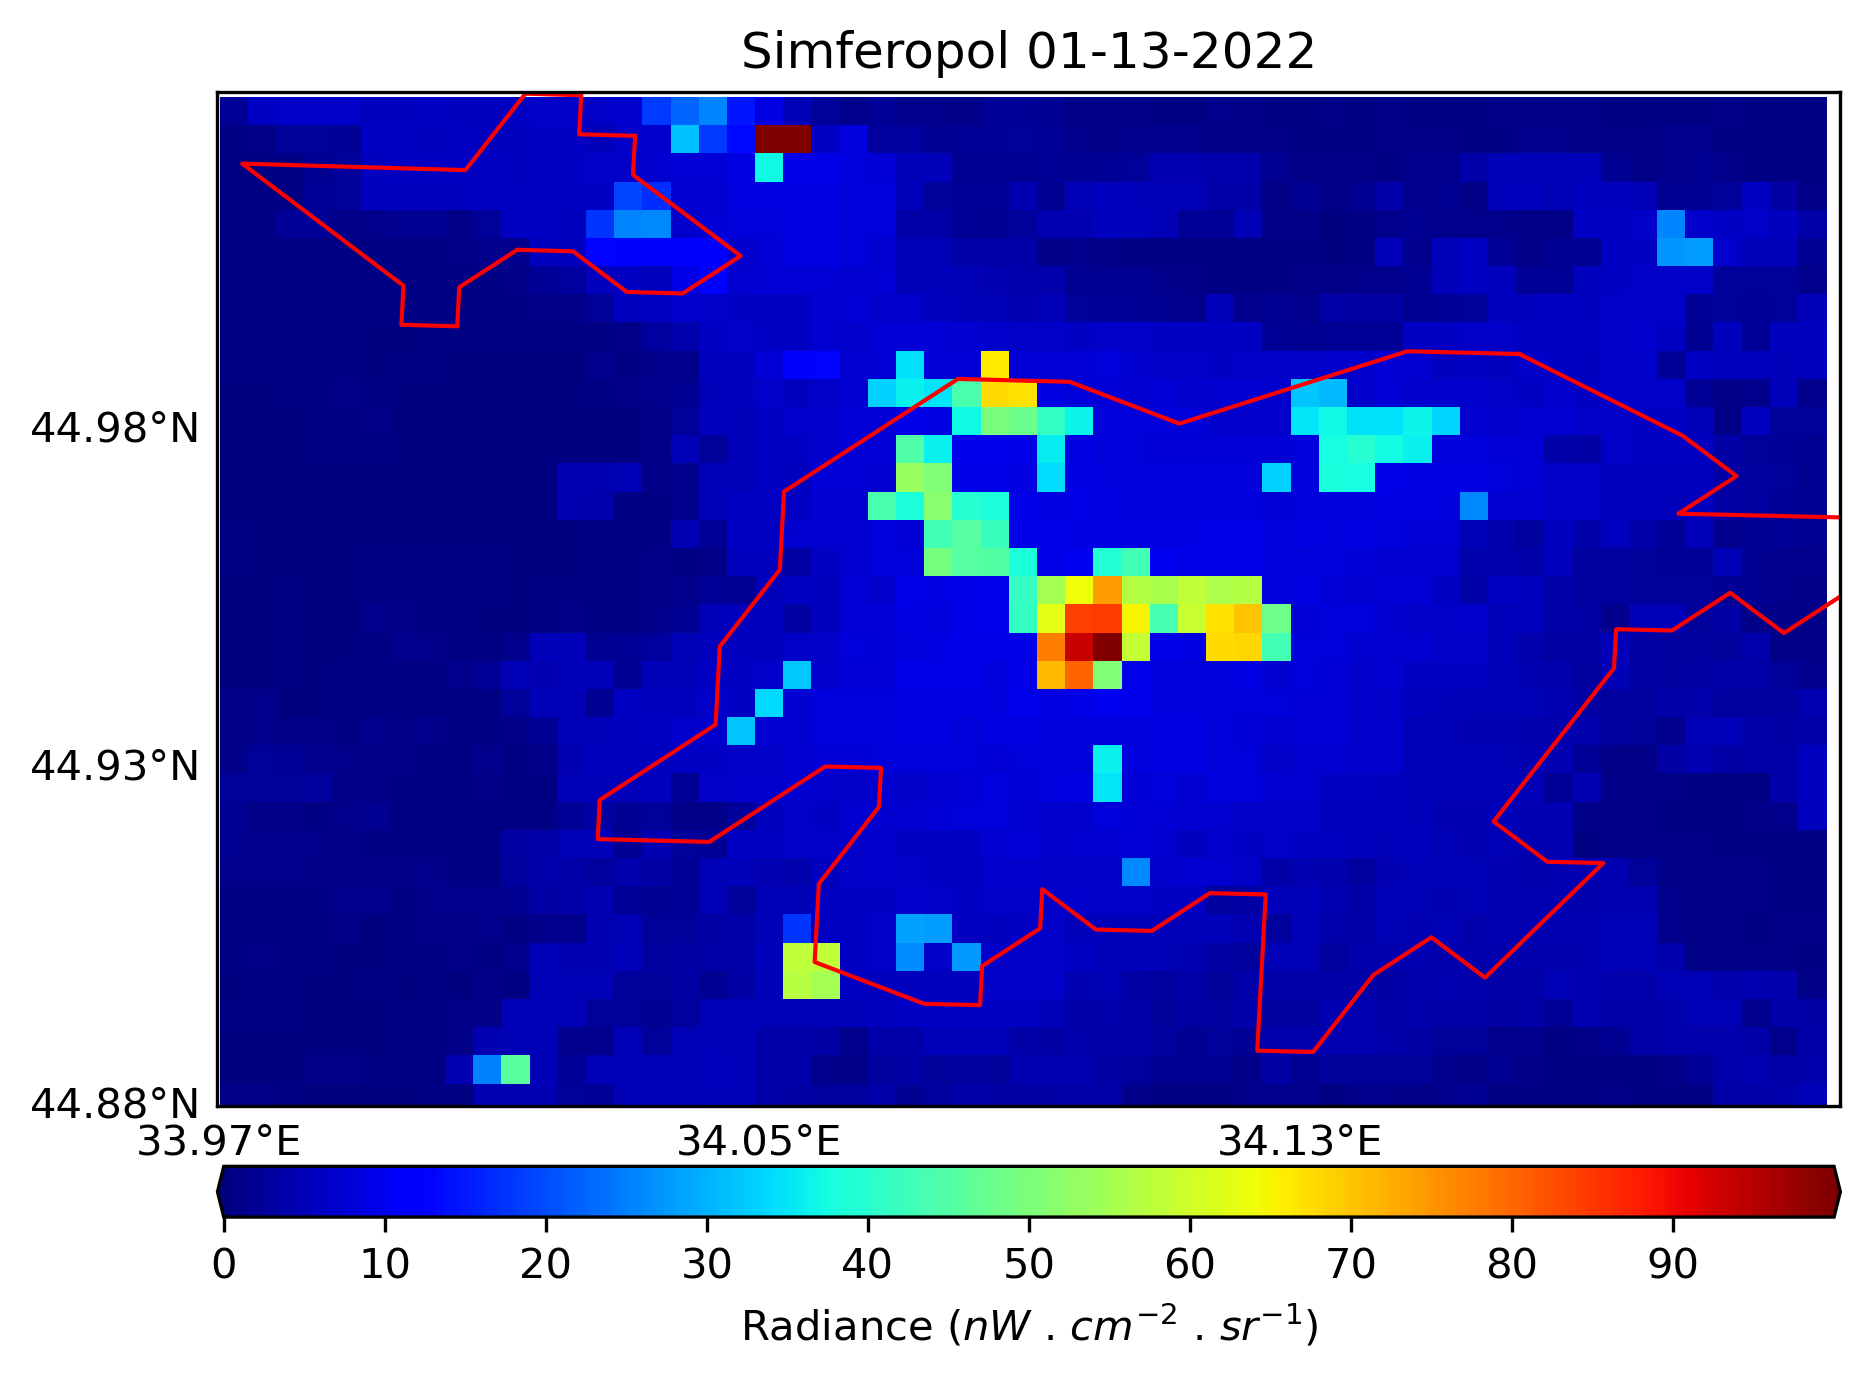 Simferopol 01-13-2022
44.98°N
44.93°N
44.88°N
33.97°E 34.05°E 34.13°E
0 10 20 30 40 50 60 70 80 90
Radiance (nW . cm⁻² . sr⁻¹)